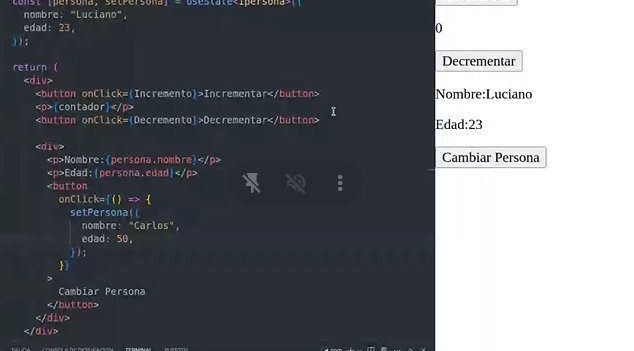 const [persona, setPersona] = useState<Ipersona>({
nombre: "Luciano",
edad: 23,
});
return (
<div>
<button onClick={Incremento}>Incrementar</button>
<p>{contador}</p>
<button onClick={Decremento}>Decrementar</button>
<div>
<p>Nombre:{persona.nombre}</p>
<p>Edad:{persona.edad}</p>
<button
onClick={() => {
setPersona({
nombre: "Carlos",
edad: 50,
});
}}
>
Cambiar Persona
</button>
</div>
</div>
SALIDA CONSOLA DE DEPURACIÓN TERMINAL PUERTOS
0
Decrementar
Nombre:Luciano
Edad:23
Cambiar Persona